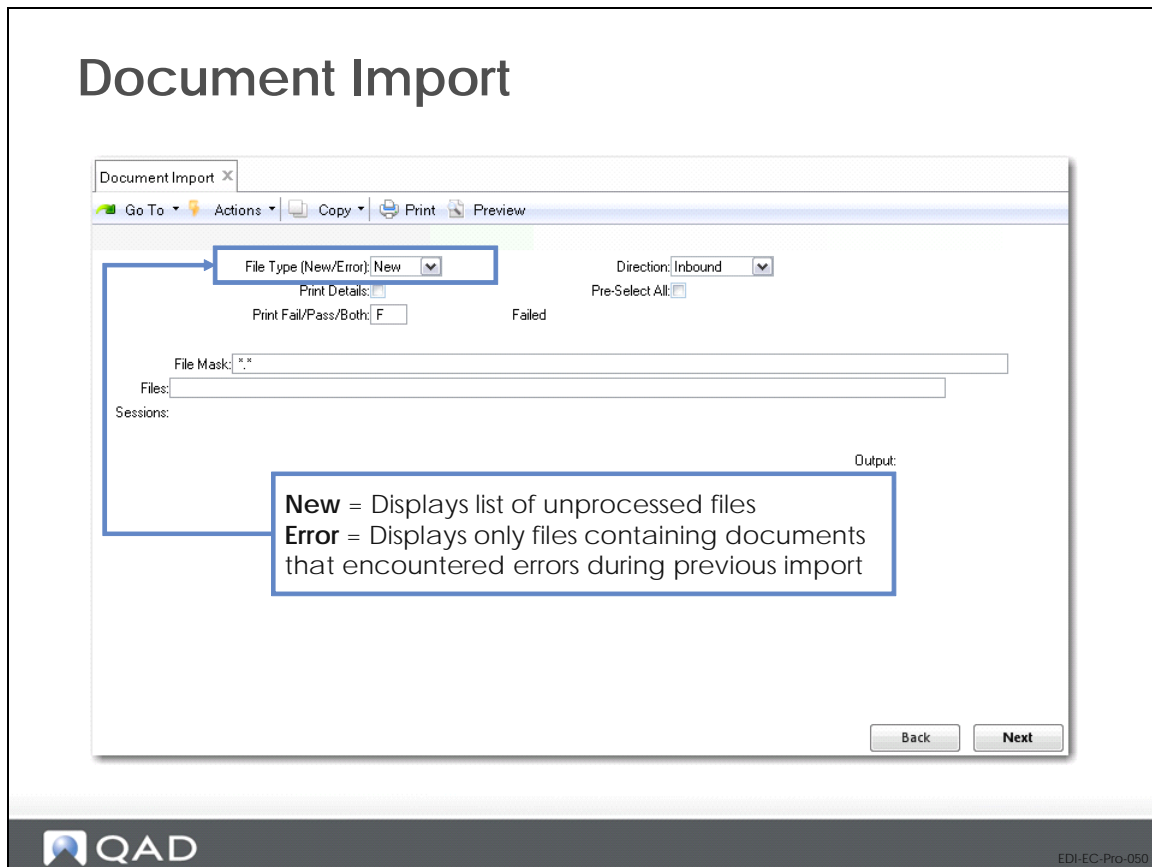 Document Import
Document Import X
Go To Actions Copy Print Preview
File Type (New/Error): New Direction: Inbound
Print Details: Pre-Select All:
Print Fail/Pass/Both: F Failed
File Mask: *.*
Files:
Sessions:
Output:
New = Displays list of unprocessed files
Error = Displays only files containing documents
that encountered errors during previous import
Back Next
QAD
EDI-EC-Pro-050